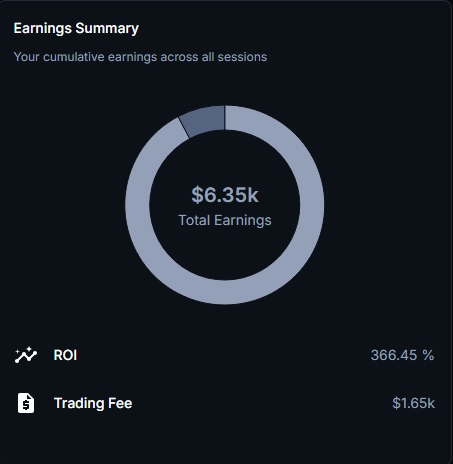 Earnings Summary
Your cumulative earnings across all sessions
$6.35k
Total Earnings
ROI 366.45 %
Trading Fee $1.65k